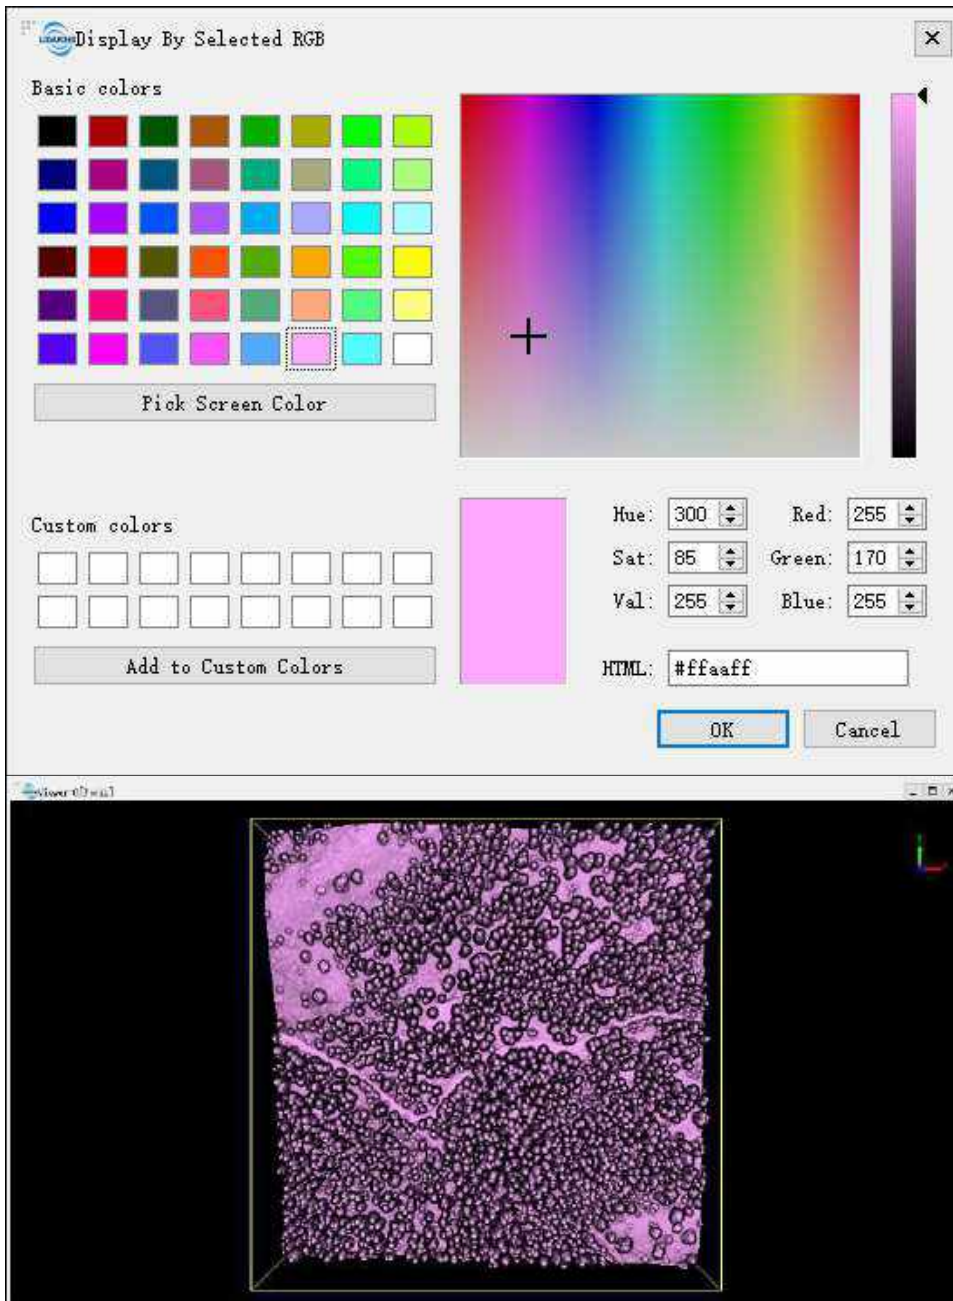 Display By Selected RGB
Basic colors
Pick Screen Color
Custom colors
Add to Custom Colors
Hue: 300 Red: 255
Sat: 85 Green: 170
Val: 255 Blue: 255
HTML: #ffaaff
OK Cancel